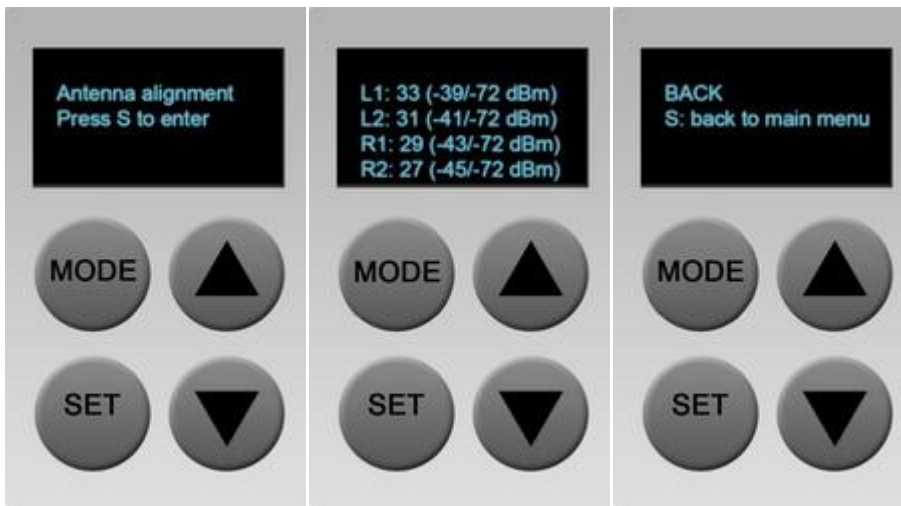 Antenna alignment
Press S to enter
MODE
SET
L1: 33 (-39/-72 dBm)
L2: 31 (-41/-72 dBm)
R1: 29 (-43/-72 dBm)
R2: 27 (-45/-72 dBm)
MODE
SET
BACK
S: back to main menu
MODE
SET